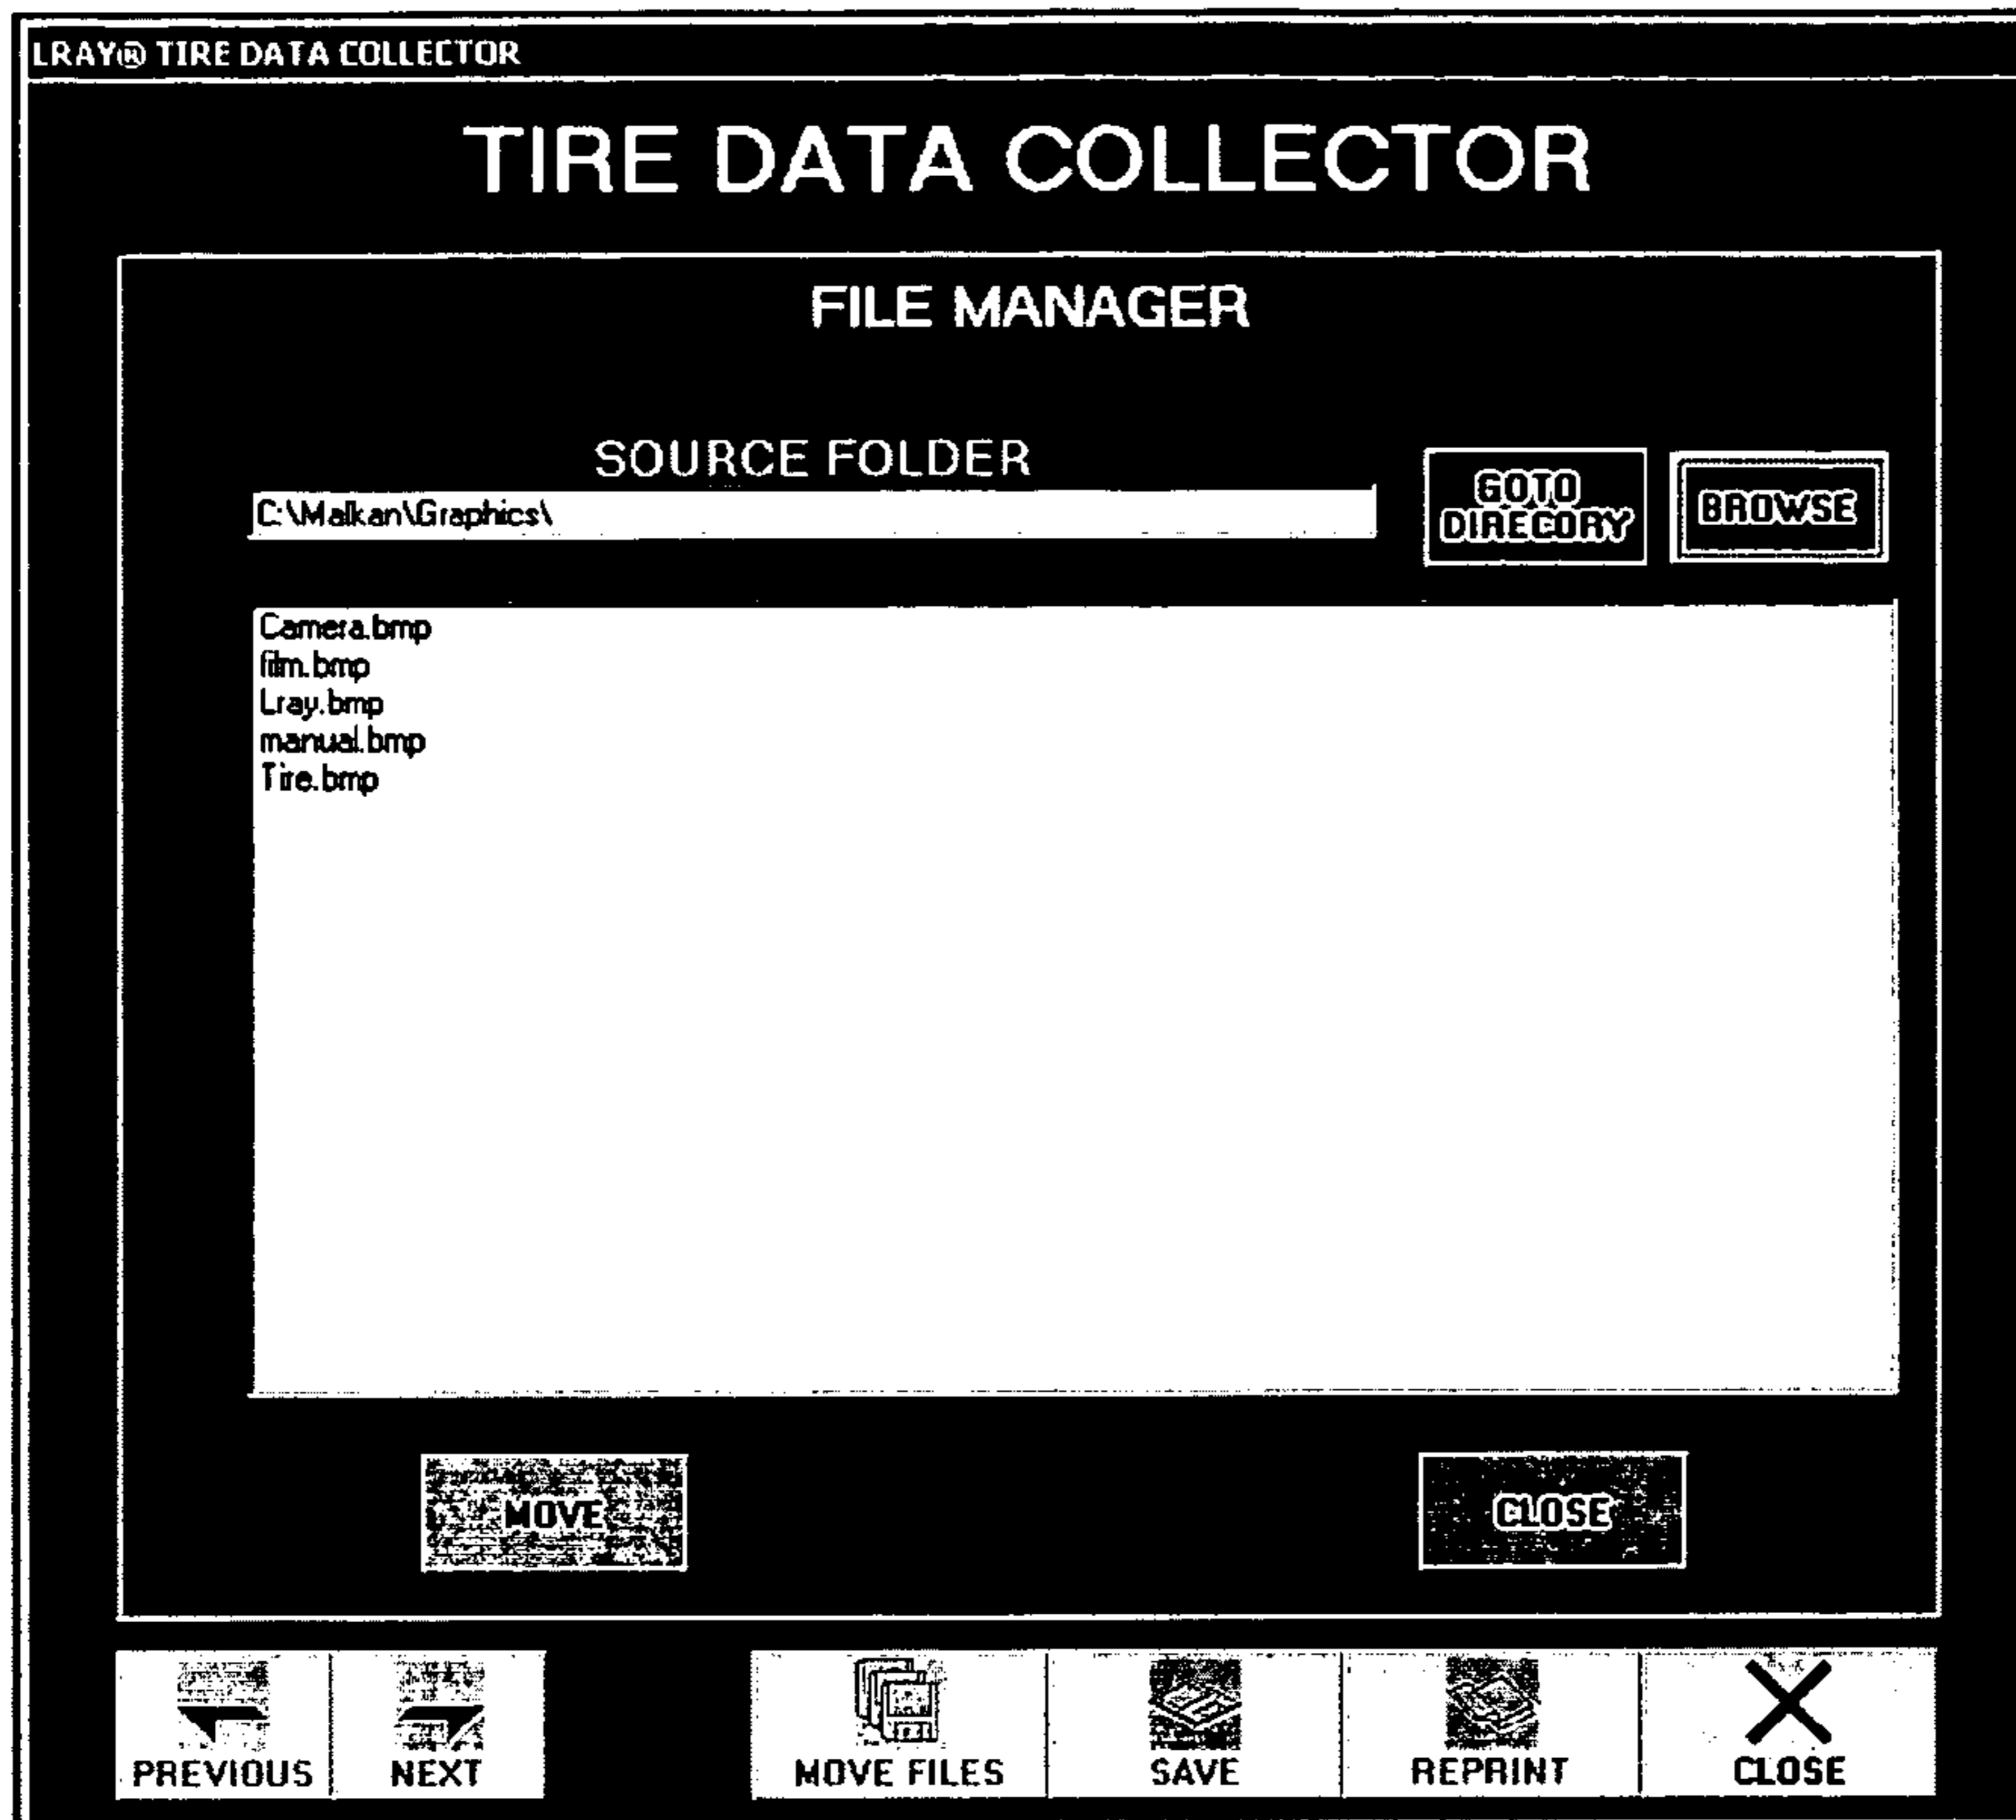 LRAY® TIRE DATA COLLECTOR
TIRE DATA COLLECTOR
FILE MANAGER
SOURCE FOLDER
C:\Malkan\Graphics\
GOTO
DIRECORY
BROWSE
Camera.bmp
film.bmp
Lray.bmp
manual.bmp
Tire.bmp
MOVE
CLOSE
PREVIOUS
NEXT
MOVE FILES
SAVE
REPRINT
CLOSE